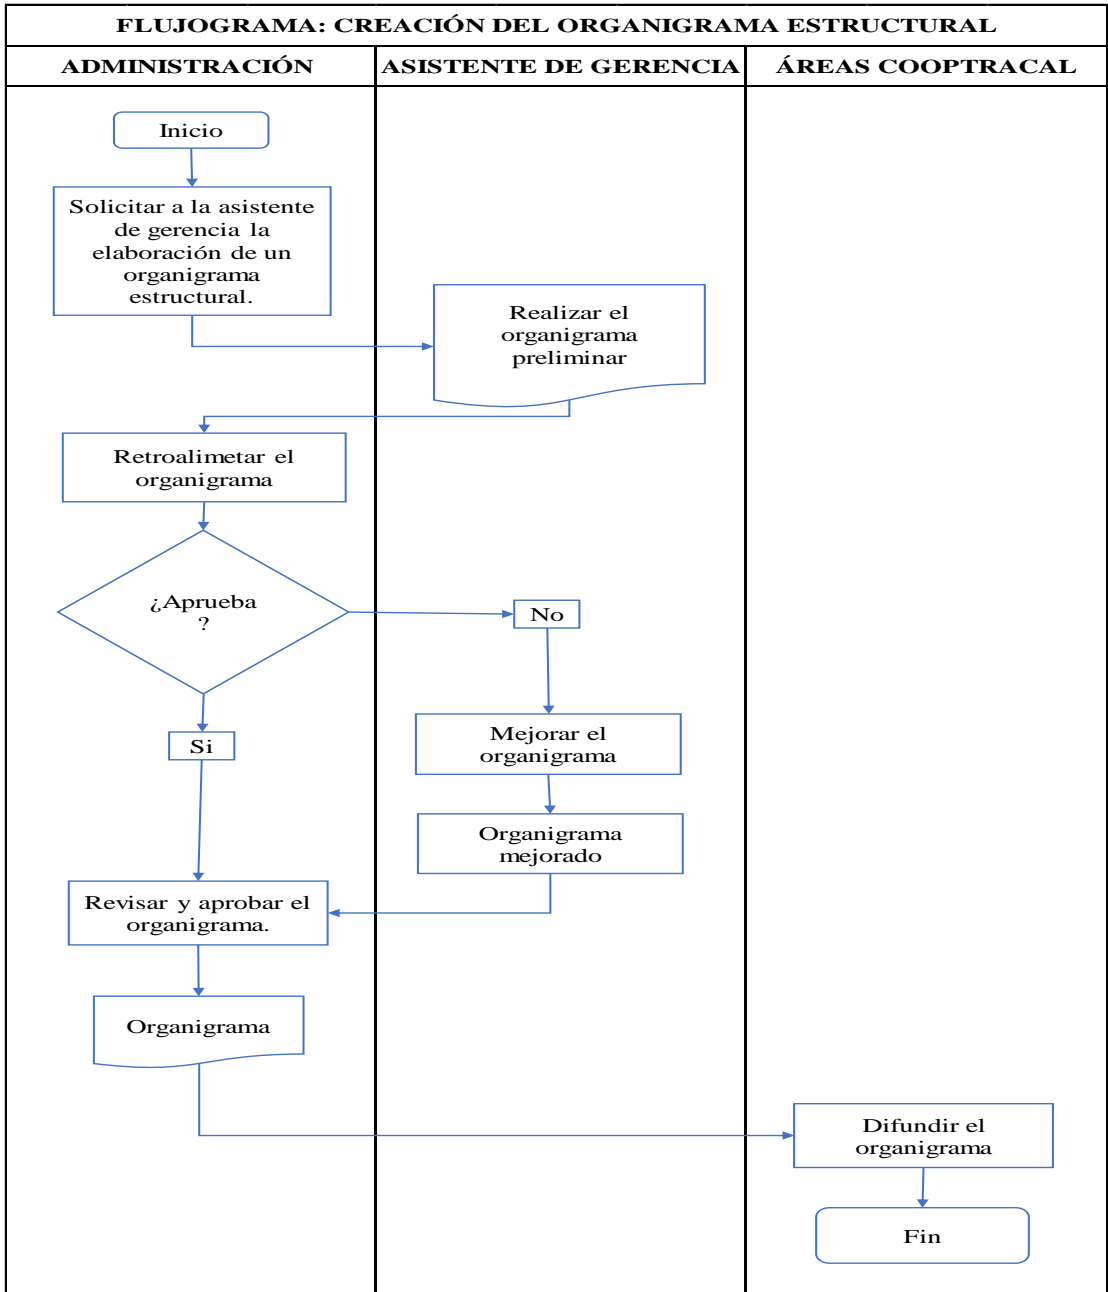 FLUJOGRAMA: CREACIÓN DEL ORGANIGRAMA ESTRUCTURAL
ADMINISTRACIÓN
ASISTENTE DE GERENCIA
ÁREAS COOPTRACAL
Inicio
Solicitar a la asistente
de gerencia la
elaboración de un
organigrama
estructural.
Realizar el
organigrama
preliminar
Retroalimetar el
organigrama
¿Aprueba
?
No
Si
Mejorar el
organigrama
Organigrama
mejorado
Revisar y aprobar el
organigrama.
Organigrama
Difundir el
organigrama
Fin